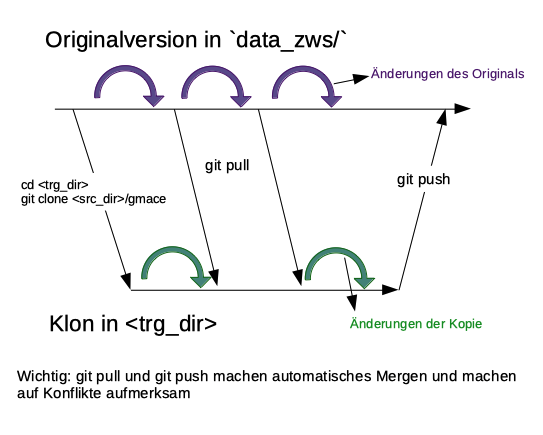 Originalversion in `data_zws/`
Änderungen des Originals
git pull
git push
cd <trg_dir>
git clone <src_dir>/gmace
Klon in <trg_dir>
Änderungen der Kopie
Wichtig: git pull und git push machen automatisches Mergen und machen
auf Konflikte aufmerksam